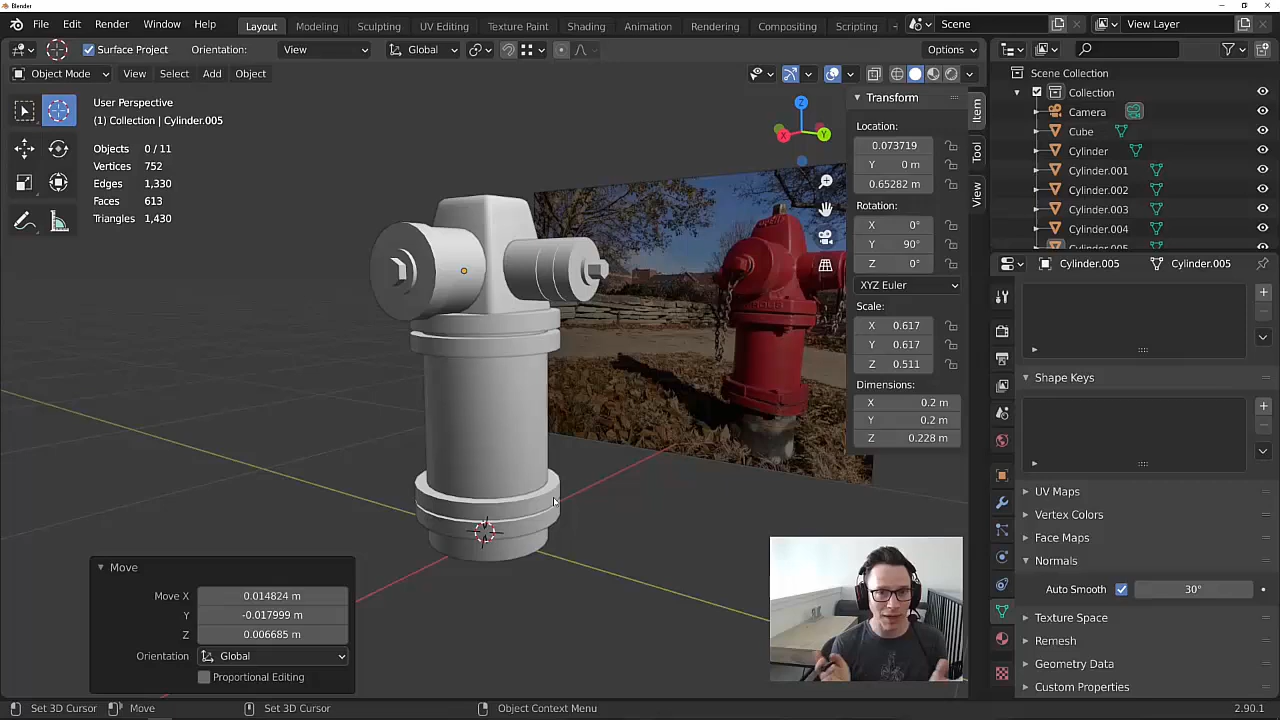 Blender
File Edit Render Window Help
Layout Modeling Sculpting UV Editing Texture Paint Shading Animation Rendering Compositing Scripting
Scene
View Layer
Surface Project Orientation: View
Global
Options
Object Mode View Select Add Object
User Perspective
(1) Collection | Cylinder.005
Objects 0/11
Vertices 752
Edges 1,330
Faces 613
Triangles 1,430
X
Y
Z
Transform
Location:
0.073719
Y 0 m
0.65282 m
Rotation:
X 0°
Y 90°
Z 0°
XYZ Euler
Scale:
X 0.617
Y 0.617
Z 0.511
Dimensions:
X 0.2 m
Y 0.2 m
Z 0.228 m
Item
Tool
View
Scene Collection
Collection
Camera
Cube
Cylinder
Cylinder.001
Cylinder.002
Cylinder.003
Cylinder.004
Cylinder.005
Cylinder.005 Cylinder.005
Shape Keys
UV Maps
Vertex Colors
Face Maps
Normals
Auto Smooth 30°
Texture Space
Remesh
Geometry Data
Custom Properties
Move
Move X 0.014824 m
Y -0.017999 m
Z 0.006685 m
Orientation Global
Proportional Editing
Set 3D Cursor Move Set 3D Cursor Object Context Menu 2.90.1